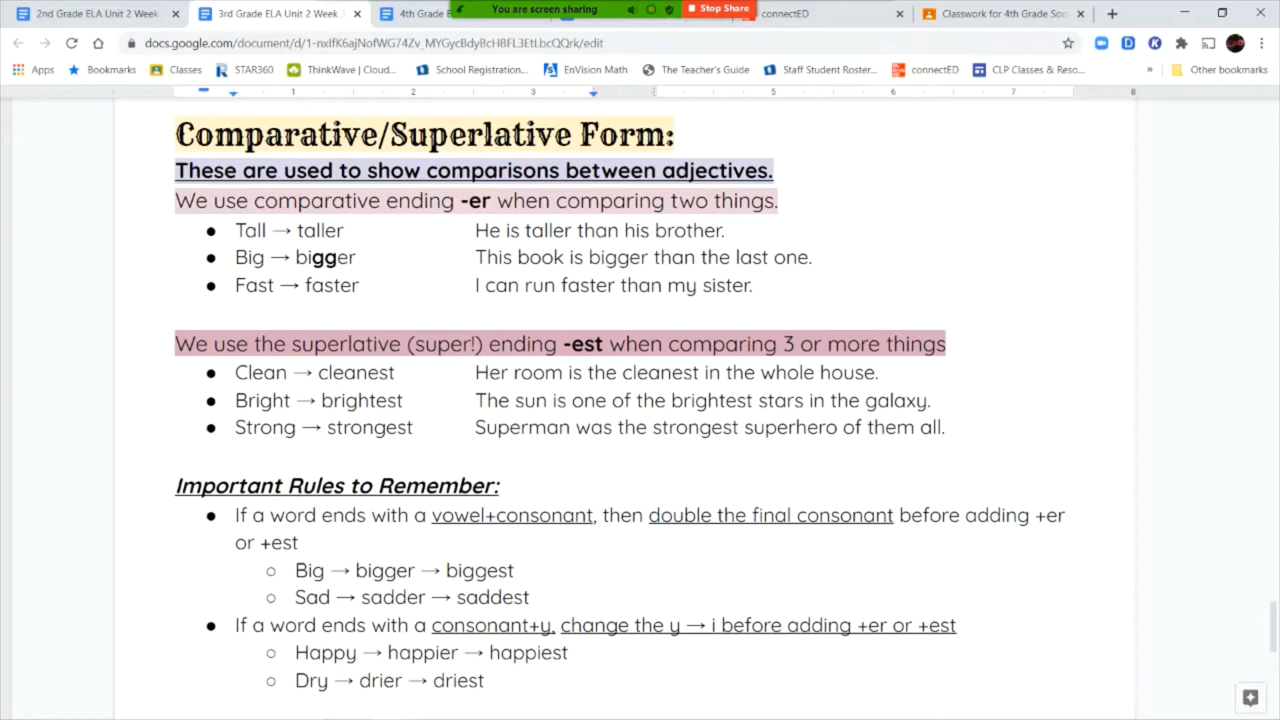 2nd Grade ELA Unit 2 Week
3rd Grade ELA Unit 2 Week
4th Grade E
You are screen sharing
Stop Share
connectED
Classwork for 4th Grade
docs.google.com/document/d/
/edit
Apps
Bookmarks
Classes
STAR360
ThinkWave | Cloud...
School Registration...
EnVision Math
The Teacher's Guide
Staff Student Roster...
connectED
CLP Classes & Reso...
»
Other bookmarks
1 2 3 5 6 7 8
Comparative/Superlative Form:
These are used to show comparisons between adjectives.
We use comparative ending -er when comparing two things.
● Tall → taller He is taller than his brother.
● Big → bigger This book is bigger than the last one.
● Fast → faster I can run faster than my sister.
We use the superlative (super!) ending -est when comparing 3 or more things
● Clean → cleanest Her room is the cleanest in the whole house.
● Bright → brightest The sun is one of the brightest stars in the galaxy.
● Strong → strongest Superman was the strongest superhero of them all.
Important Rules to Remember:
● If a word ends with a vowel+consonant, then double the final consonant before adding +er
or +est
○ Big → bigger → biggest
○ Sad → sadder → saddest
● If a word ends with a consonant+y, change the y → i before adding +er or +est
○ Happy → happier → happiest
○ Dry → drier → driest